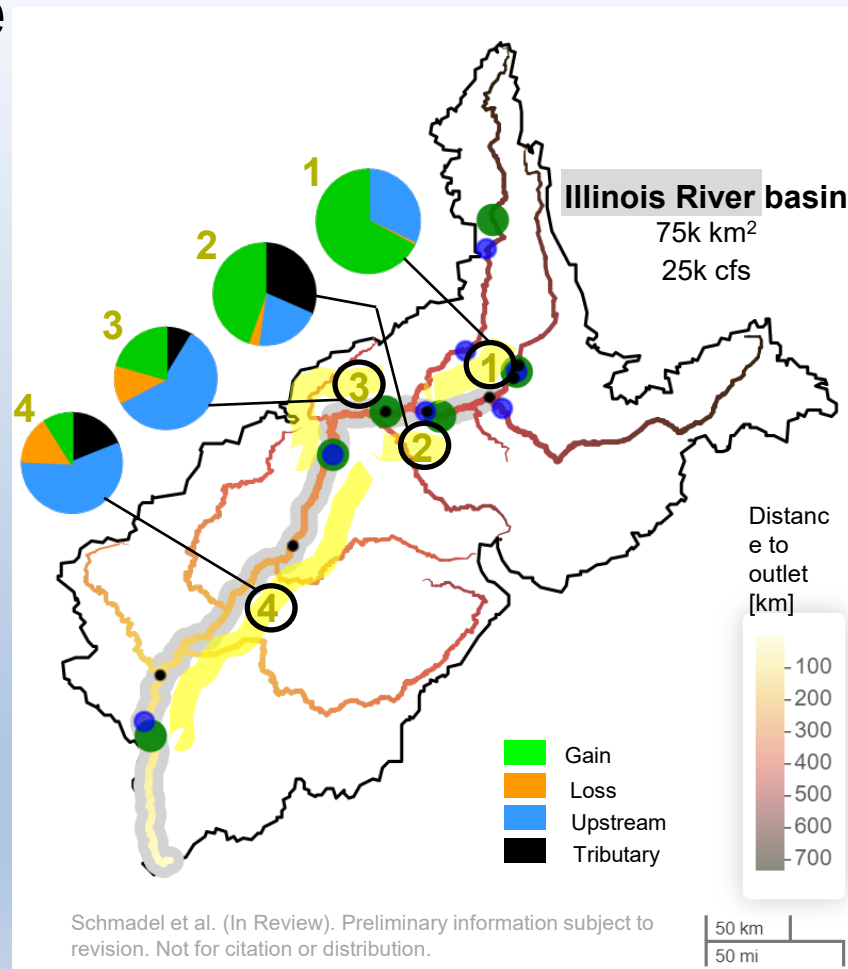 e
Illinois River basin
75k km²
25k cfs
1
2
3
4
1
3
2
4
Distanc
e to
outlet
[km]
100
200
300
400
500
600
700
Gain
Loss
Upstream
Tributary
Schmadel et al. (In Review). Preliminary information subject to
revision. Not for citation or distribution.
50 km
50 mi